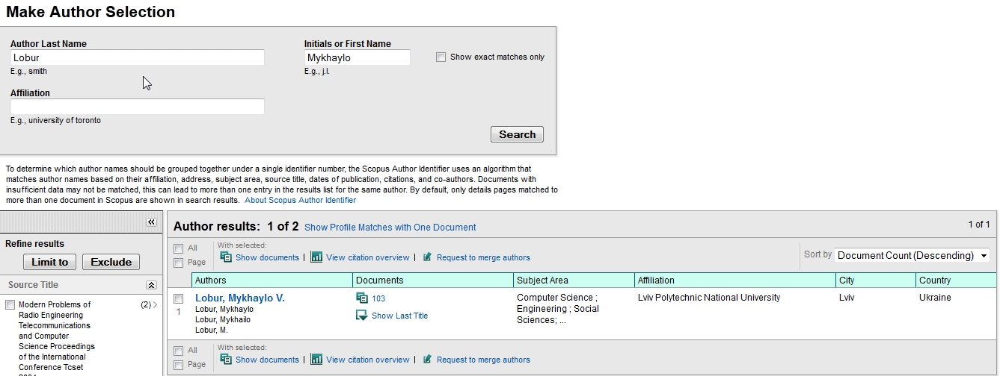 Make Author Selection
Author Last Name
Initials or First Name
Lobur
Mykhaylo
Show exact matches only
E.g., smith
E.g., j.l.
Affiliation
E.g., university of toronto
Search
To determine which author names should be grouped together under a single identifier number, the Scopus Author Identifier uses an algorithm that
matches author names based on their affiliation, address, subject area, source title, dates of publication, citations, and co-authors. Documents with
insufficient data may not be matched, this can lead to more than one entry in the results list for the same author. By default, only details pages matched to
more than one document in Scopus are shown in search results. About Scopus Author Identifier
Refine results
Limit to
Exclude
Source Title
Modern Problems of (2)
Radio Engineering
Telecommunications
and Computer
Science Proceedings
of the International
Conference Tcset
Author results: 1 of 2 Show Profile Matches with One Document
1 of 1
All
Page
With selected:
Show documents | View citation overview | Request to merge authors
Sort by Document Count (Descending)
Authors Documents Subject Area Affiliation City Country
1
Lobur, Mykhaylo V.
Lobur, Mykhaylo
Lobur, Mykhailo
Lobur, M.
103
Show Last Title
Computer Science ;
Engineering ; Social
Sciences; ...
Lviv Polytechnic National University
Lviv
Ukraine
All
Page
With selected:
Show documents | View citation overview | Request to merge authors